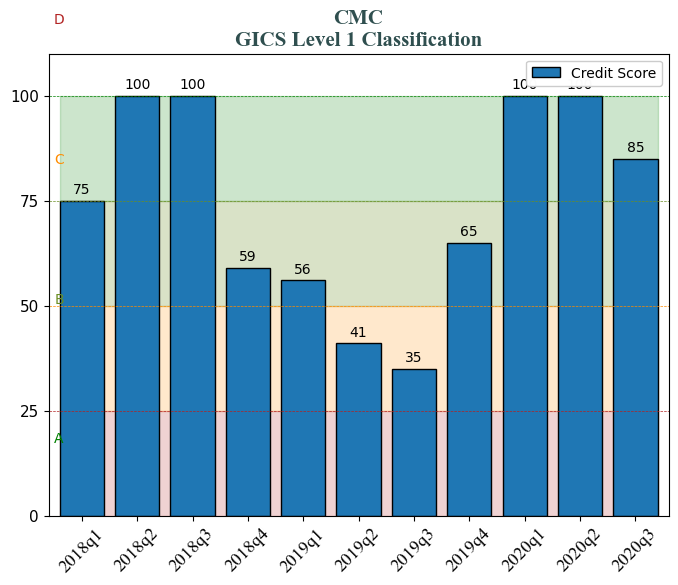 D
CMC
GICS Level 1 Classification
Credit Score
100
100
100
100
100
C
85
75
75
65
59
56
50
B
41
35
25
A
0
2018q1
2018q2
2018q3
2018q4
2019q1
2019q2
2019q3
2019q4
2020q1
2020q2
2020q3